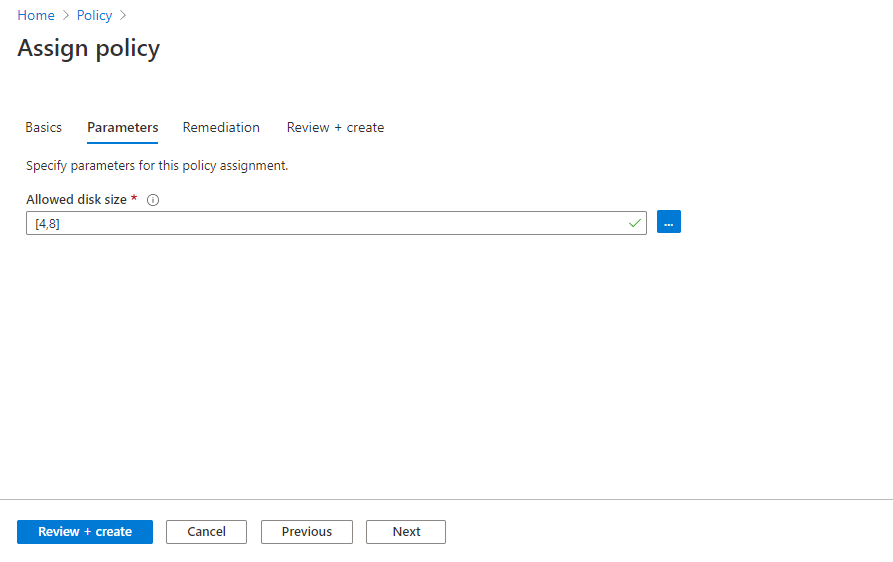 Home > Policy >
Assign policy
Basics Parameters Remediation Review + create
Specify parameters for this policy assignment.
Allowed disk size *
[4,8] ...
Review + create Cancel Previous Next